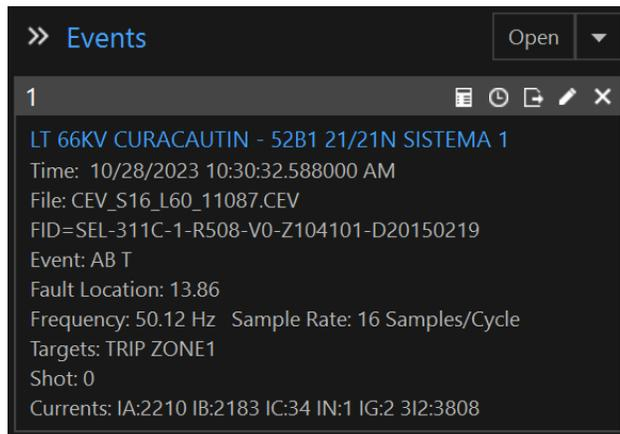 Events
Open
1
LT 66KV CURACAUTIN - 52B1 21/21N SISTEMA 1
Time: 10/28/2023 10:30:32.588000 AM
File: CEV_S16_L60_11087.CEV
FID=SEL-311C-1-R508-V0-Z104101-D20150219
Event: AB T
Fault Location: 13.86
Frequency: 50.12 Hz Sample Rate: 16 Samples/Cycle
Targets: TRIP ZONE1
Shot: 0
Currents: IA:2210 IB:2183 IC:34 IN:1 IG:2 3I2:3808